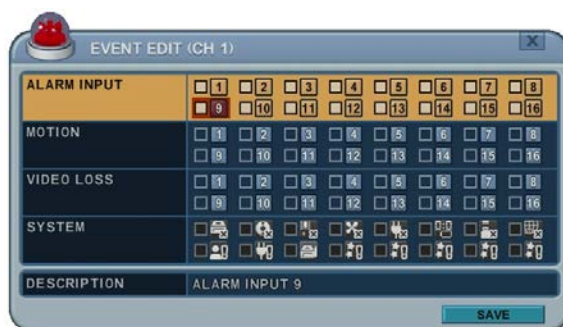 EVENT EDIT (CH 1)
X
ALARM INPUT
1 2 3 4 5 6 7 8
9 10 11 12 13 14 15 16
MOTION
1 2 3 4 5 6 7 8
9 10 11 12 13 14 15 16
VIDEO LOSS
1 2 3 4 5 6 7 8
9 10 11 12 13 14 15 16
SYSTEM
DESCRIPTION ALARM INPUT 9
SAVE